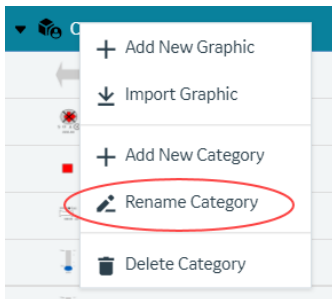 Add New Graphic
Import Graphic
Add New Category
Rename Category
Delete Category